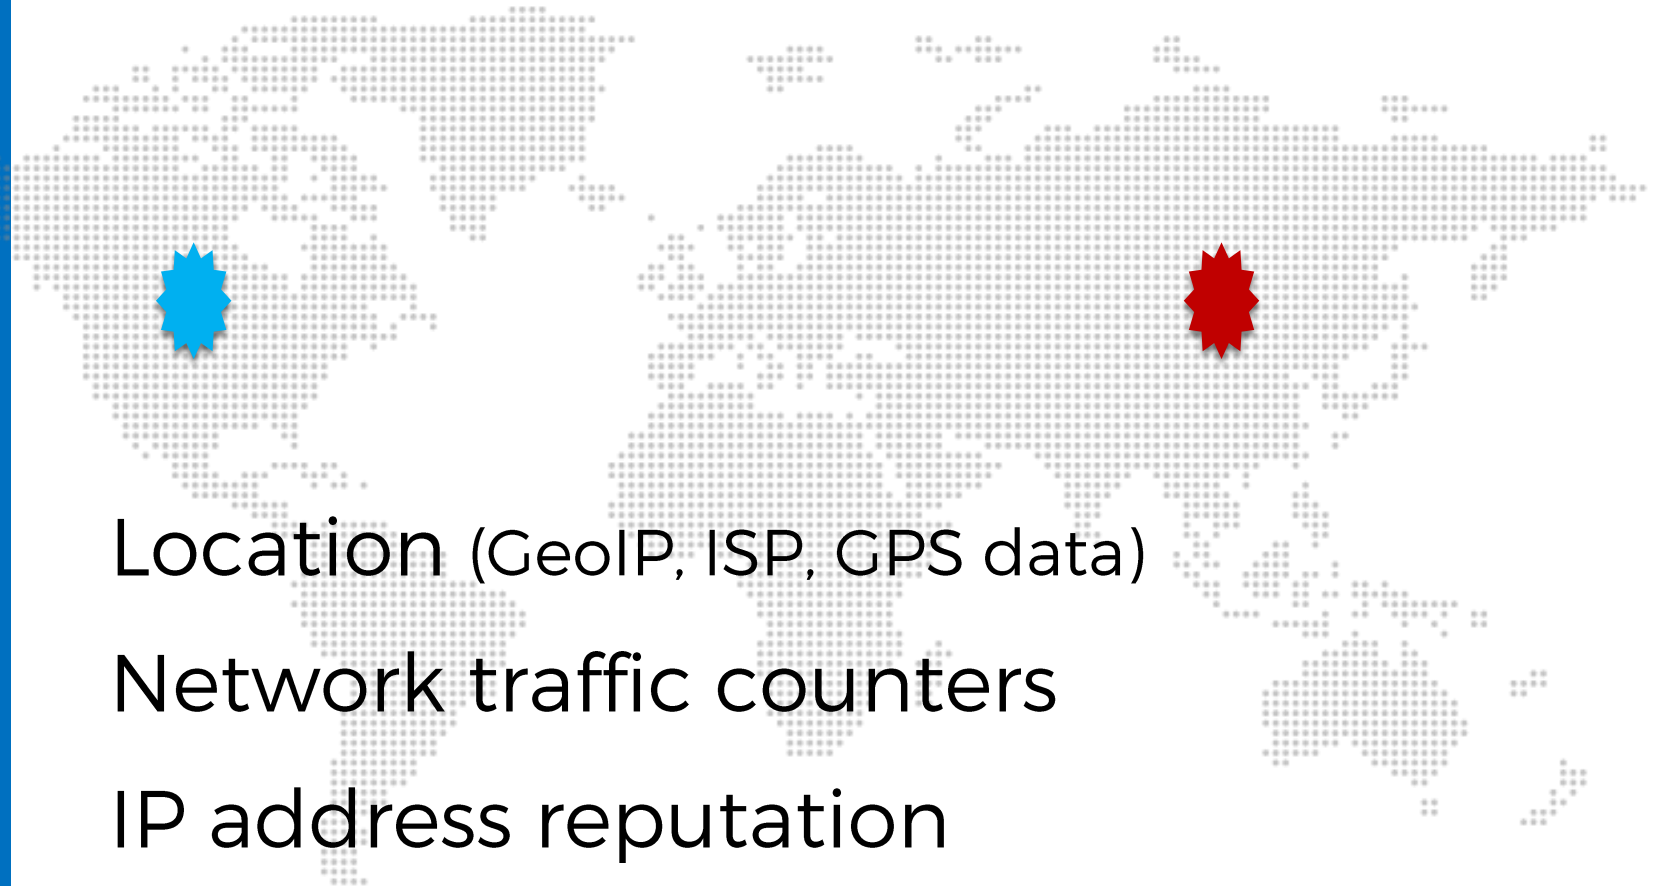 Location (GeoIP, ISP, GPS data)
Network traffic counters
IP address reputation